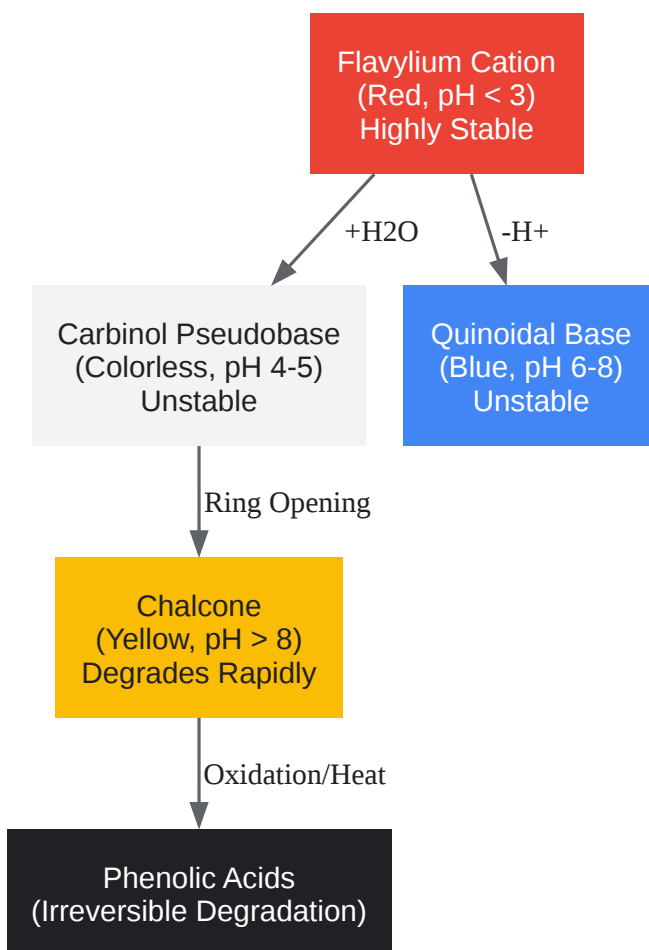 Flavylium Cation
(Red, pH < 3)
Highly Stable
+H2O
-H+
Carbinol Pseudobase
(Colorless, pH 4-5)
Unstable
Quinoidal Base
(Blue, pH 6-8)
Unstable
Ring Opening
Chalcone
(Yellow, pH > 8)
Degrades Rapidly
Oxidation/Heat
Phenolic Acids
(Irreversible Degradation)